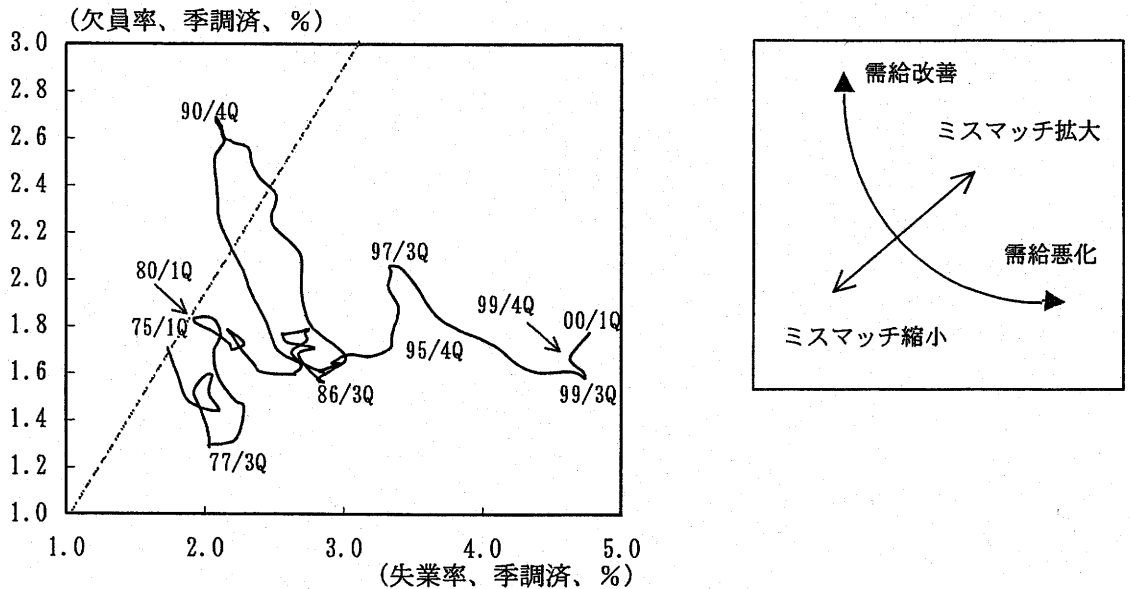 (欠員率、季調済、%)
3.0
2.8
2.6
2.4
2.2
2.0
1.8
1.6
1.4
1.2
1.0
90/4Q
80/1Q
75/1Q
77/3Q
86/3Q
97/3Q
95/4Q
99/4Q
00/1Q
99/3Q
1.0 2.0 3.0 4.0 5.0
(失業率、季調済、%)
需給改善
ミスマッチ拡大
需給悪化
ミスマッチ縮小